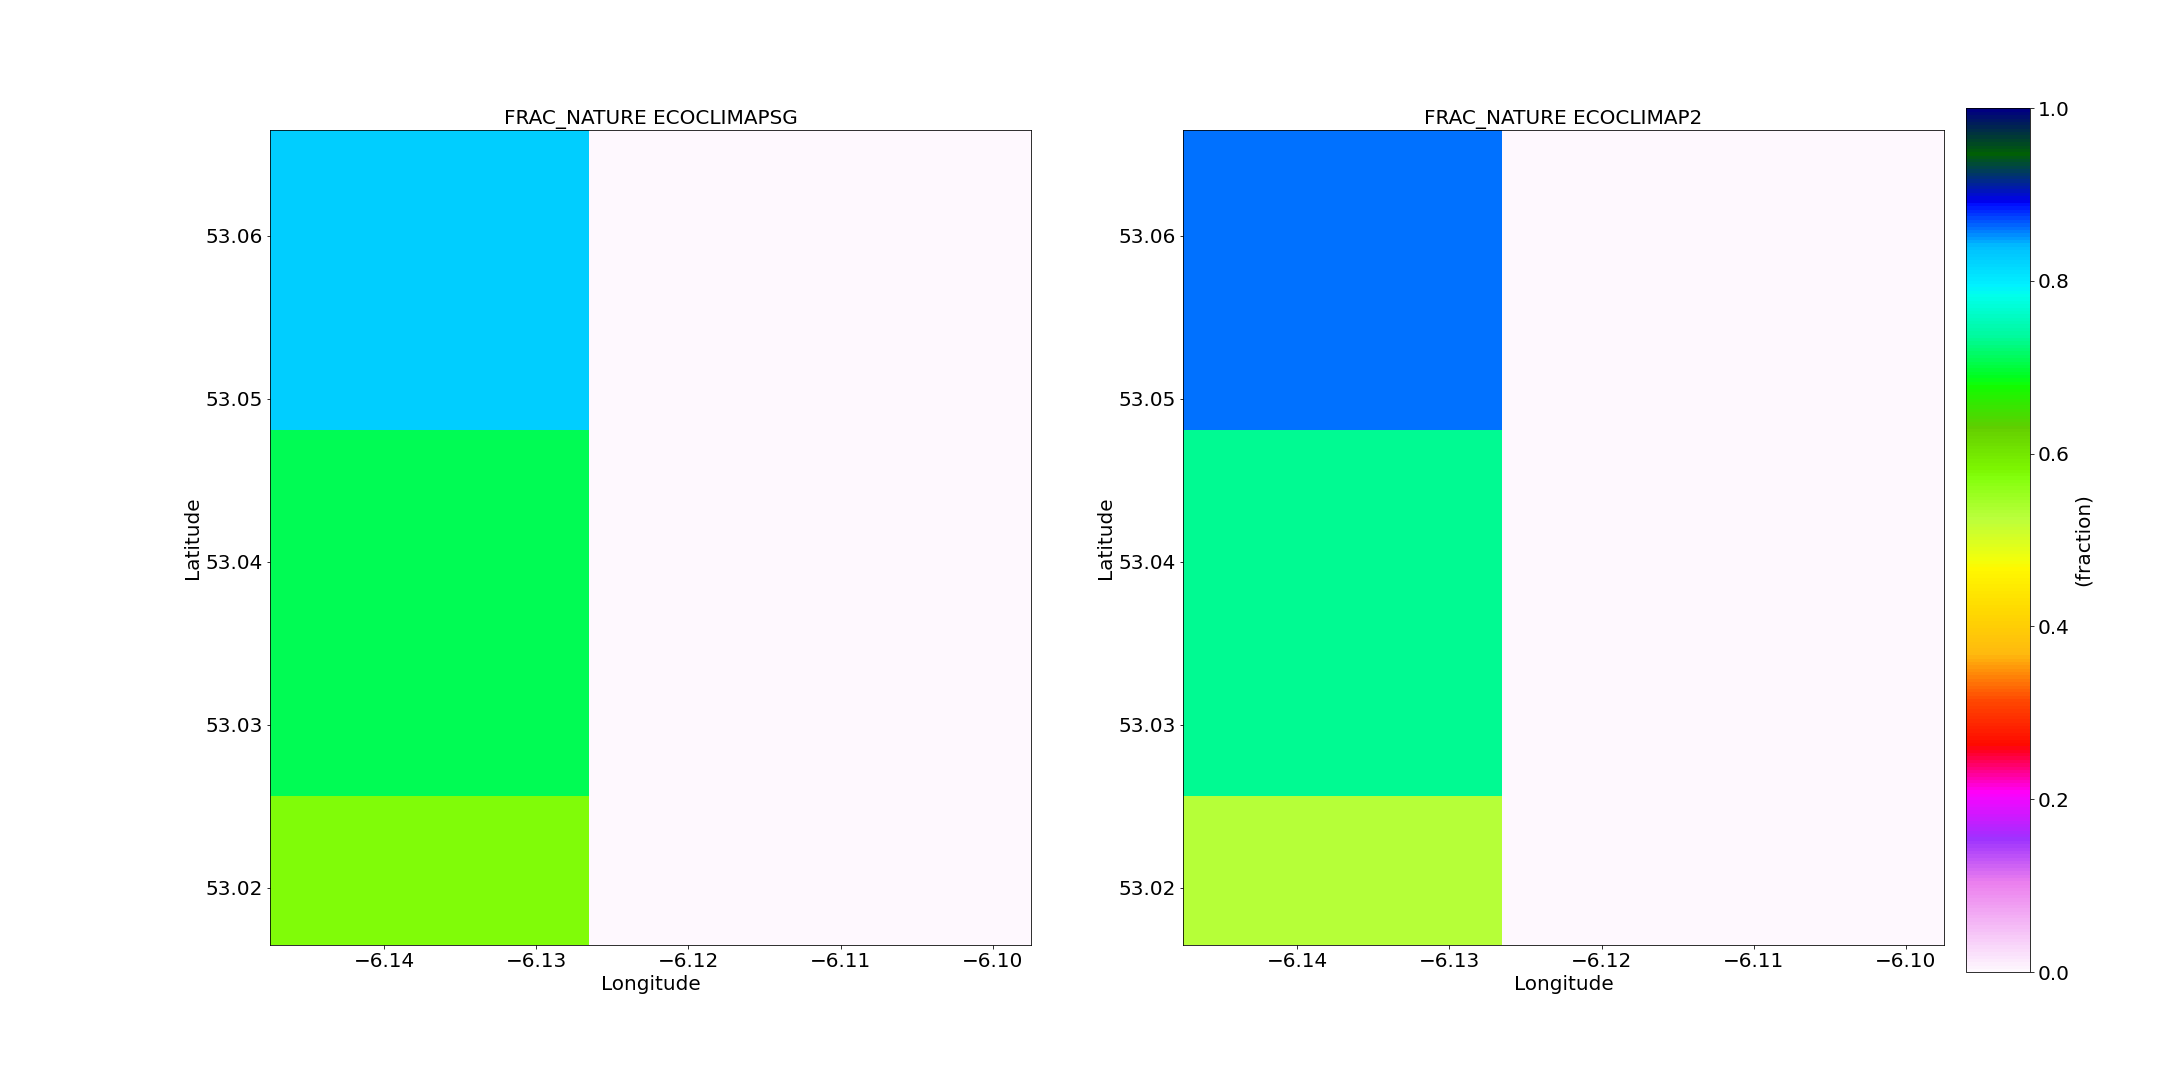 FRAC_NATURE ECOCLIMAPSG
53.06
53.05
53.04
53.03
53.02
Latitude
−6.14 −6.13 −6.12 −6.11 −6.10
Longitude
FRAC_NATURE ECOCLIMAP2
53.06
53.05
53.04
53.03
53.02
Latitude
−6.14 −6.13 −6.12 −6.11 −6.10
Longitude
1.0
0.8
0.6
0.4
0.2
0.0
(fraction)